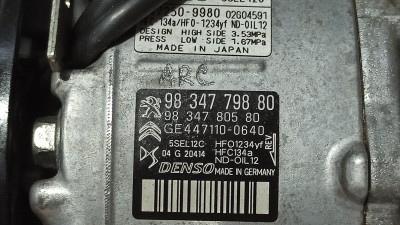 5SEL12C
50-9980 02G04591
134a/HFO-1234yf ND-OIL12
DESIGN HIGH SIDE 3.53MPa
PRESS LOW-SIDE 1.67MPa
MADE IN JAPAN
ARC
98 347 798 80
98 347 805 80
GE447110-0640
5SEL12C HFO1234yf
04 G 20414 HFC134a
ND-OIL12
REV
DENSO MADE IN GERMANY